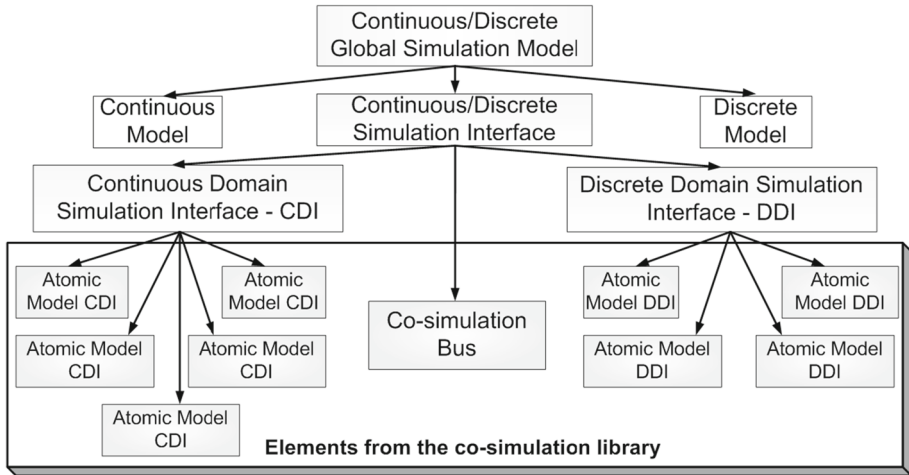 Continuous/Discrete
Global Simulation Model
Continuous
Model
Continuous/Discrete
Simulation Interface
Discrete
Model
Continuous Domain
Simulation Interface - CDI
Discrete Domain Simulation
Interface - DDI
Atomic
Model CDI
Atomic
Model CDI
Atomic
Model DDI
Atomic
Model DDI
Co-simulation
Bus
Atomic Model
CDI
Atomic Model
CDI
Atomic Model
DDI
Atomic Model
DDI
Atomic Model
CDI
Elements from the co-simulation library